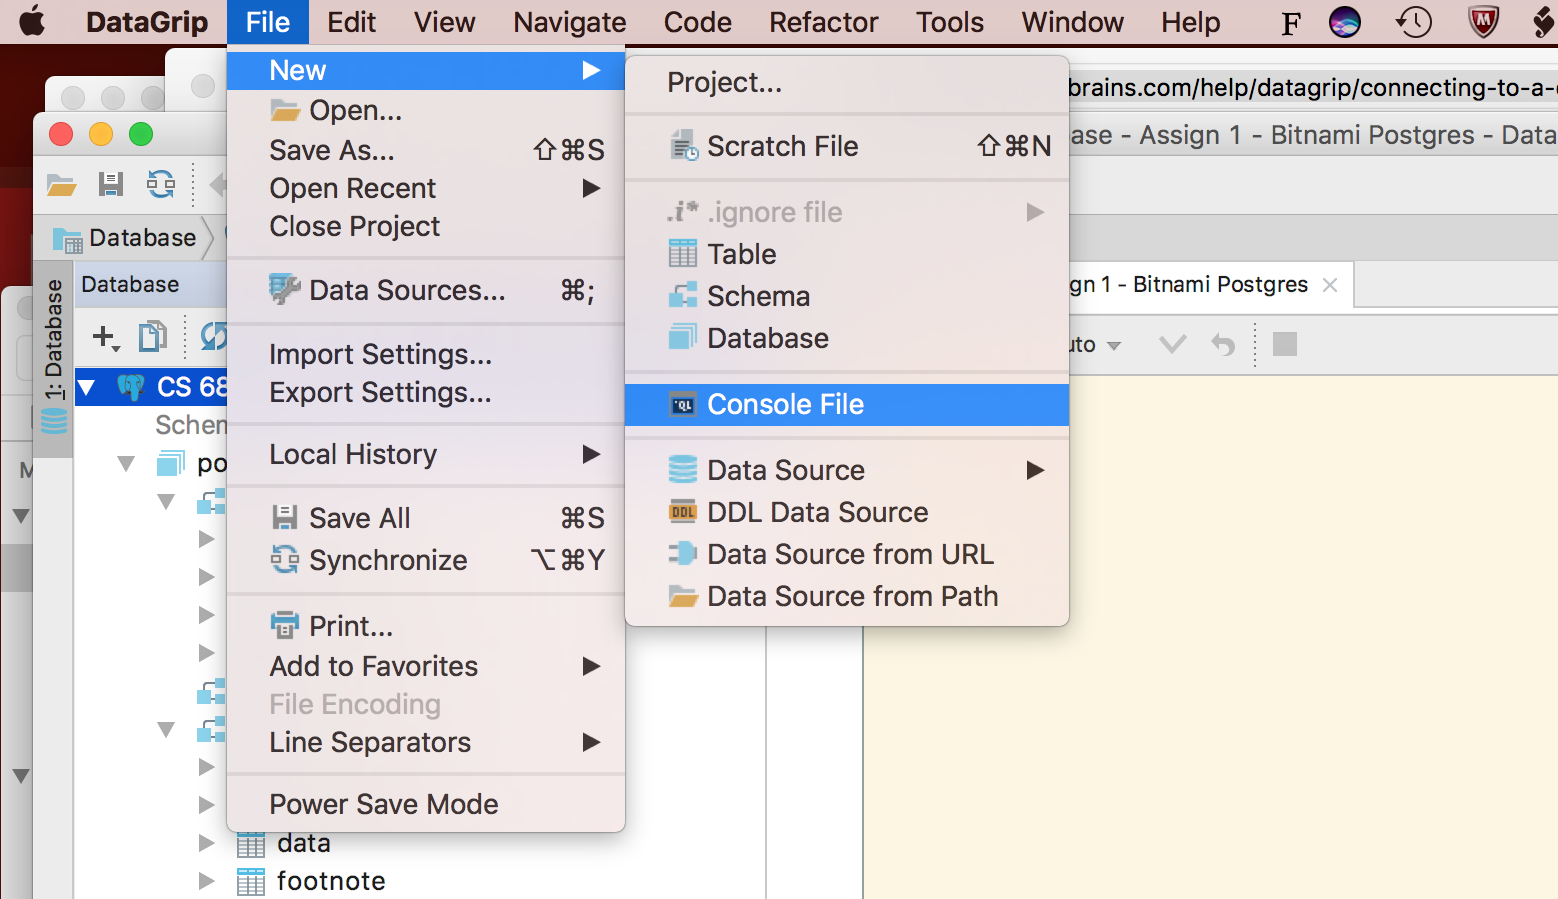 DataGrip File Edit View Navigate Code Refactor Tools Window Help F
New
Open...
Save As... ⇧⌘S
Open Recent
Close Project
Data Sources... ⌘;
Import Settings...
Export Settings...
Local History
Save All ⌘S
Synchronize ⌥⌘Y
Print...
Add to Favorites
File Encoding
Line Separators
Power Save Mode
Project...
Scratch File ⇧⌘N
.i* .ignore file
Table
Schema
Database
QL Console File
Data Source
DDL DDL Data Source
Data Source from URL
Data Source from Path
brains.com/help/datagrip/connecting-to-a-
ase - Assign 1 - Bitnami Postgres - Data
Database
Database
1: Database
gn 1 - Bitnami Postgres
uto
CS 68
Schem
po
M
data
footnote